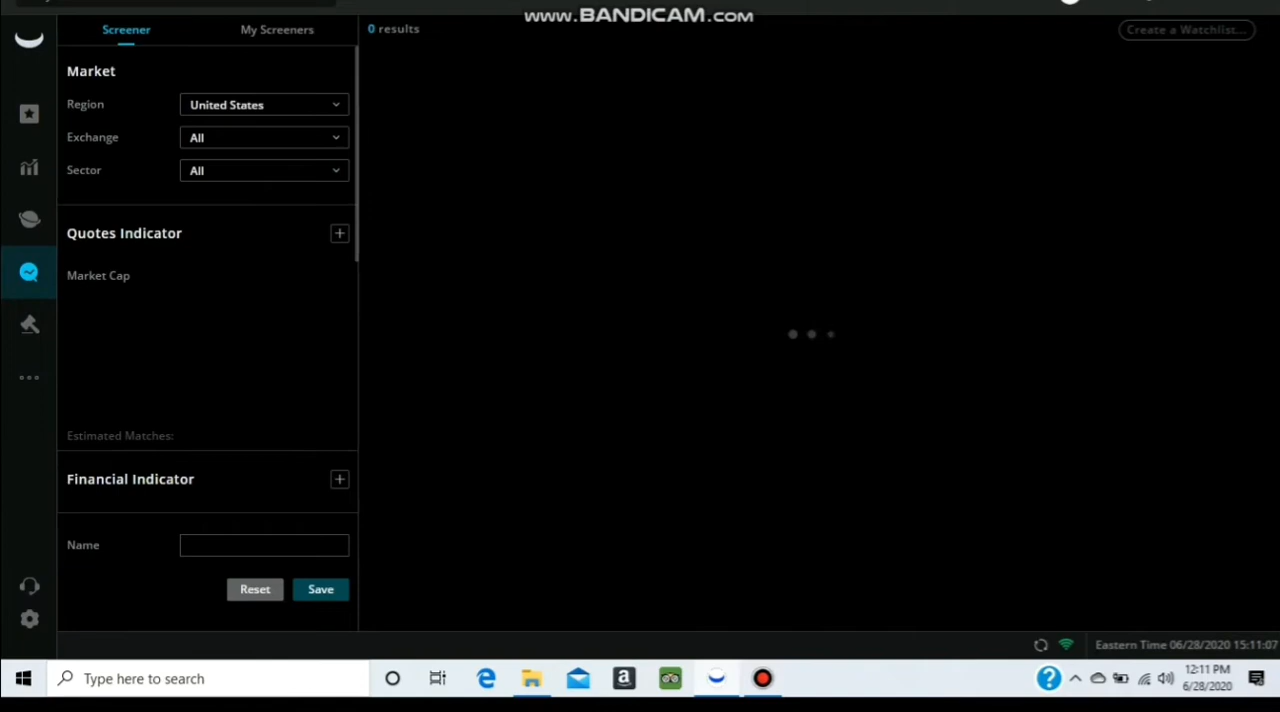 www.BANDICAM.com
Screener
My Screeners
0 results
Create a Watchlist...
Market
Region
United States
Exchange
All
Sector
All
Quotes Indicator
Market Cap
Estimated Matches:
Financial Indicator
Name
Reset
Save
Eastern Time 06/28/2020 15:11:07
Type here to search
12:11 PM
6/28/2020